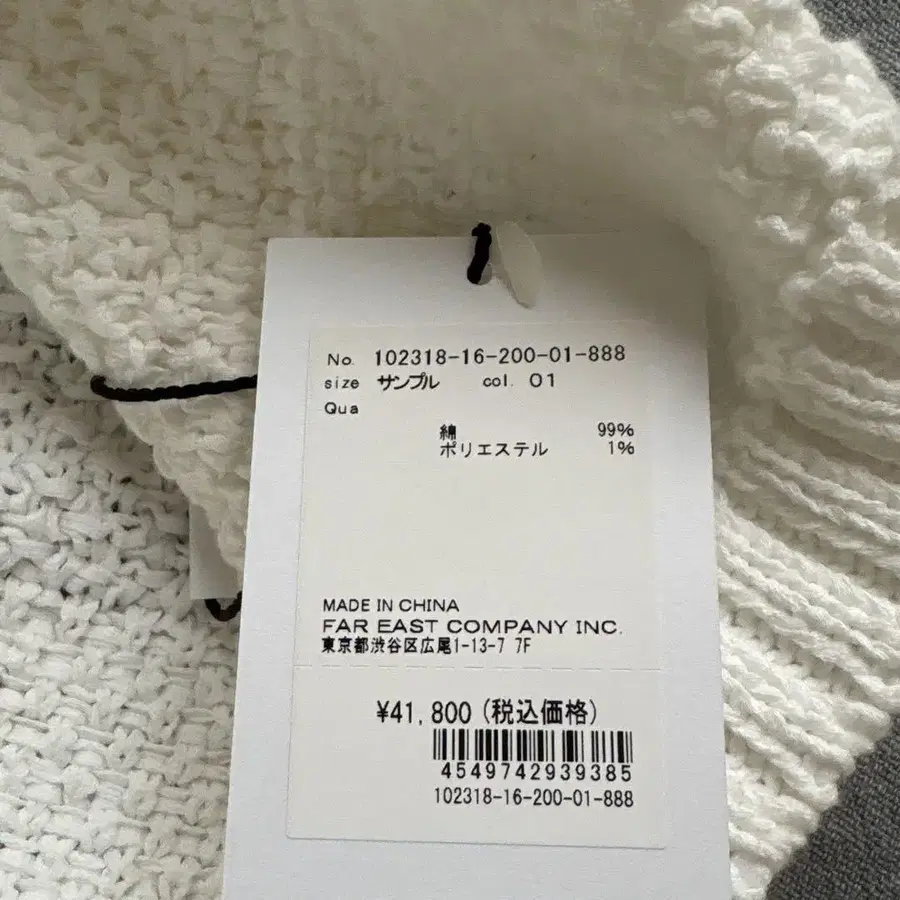 No. 102318-16-200-01-888
size サンプル col. 01
Qua
綿 99%
ポリエステル 1%
MADE IN CHINA
FAR EAST COMPANY INC.
東京都渋谷区広尾1-13-7 7F
¥41,800(税込価格)
4549742939385
102318-16-200-01-888